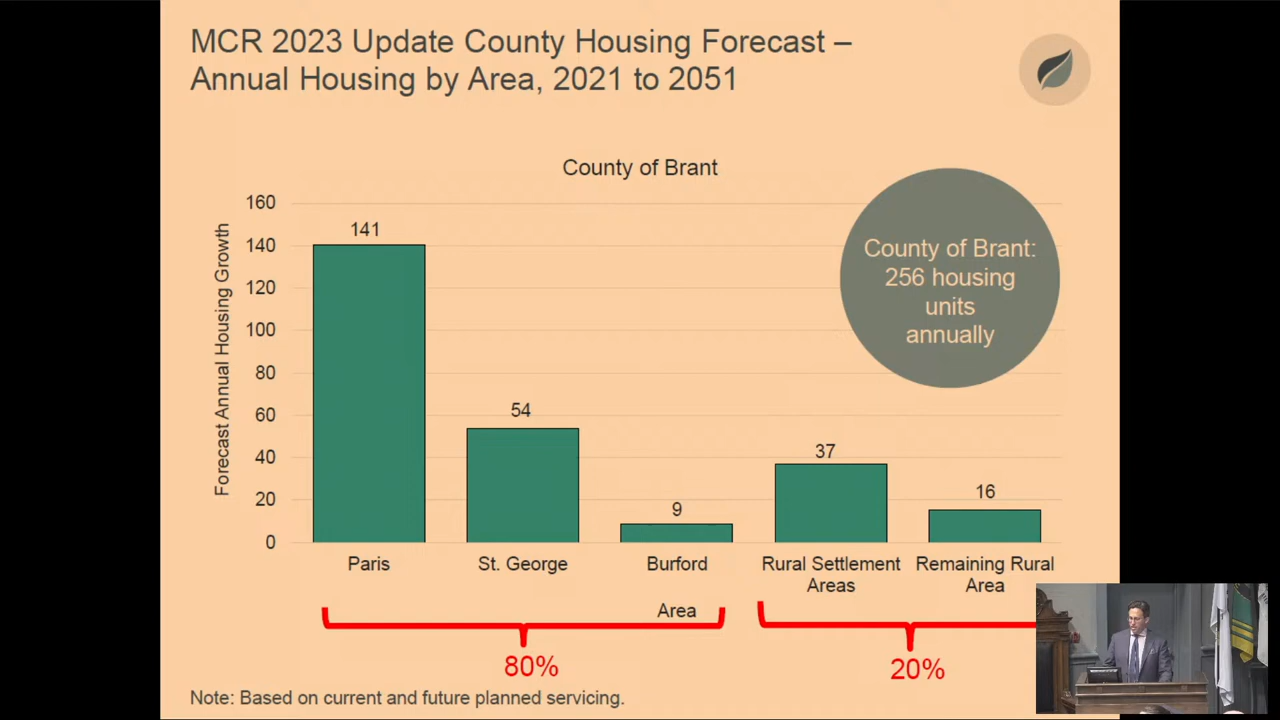 MCR 2023 Update County Housing Forecast –
Annual Housing by Area, 2021 to 2051
County of Brant
County of Brant:
256 housing
units
annually
Forecast Annual Housing Growth
160
140
120
100
80
60
40
20
0
141
54
9
37
16
Paris
St. George
Burford
Rural Settlement
Areas
Remaining Rural
Area
Area
80%
20%
Note: Based on current and future planned servicing.